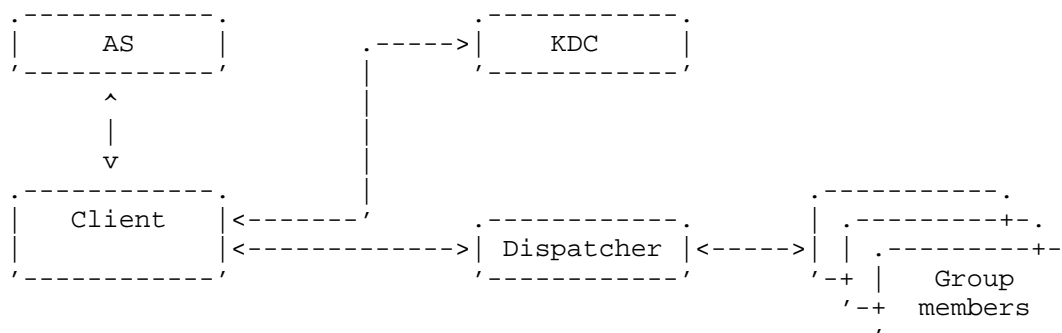 AS KDC
Client
Dispatcher
Group
members